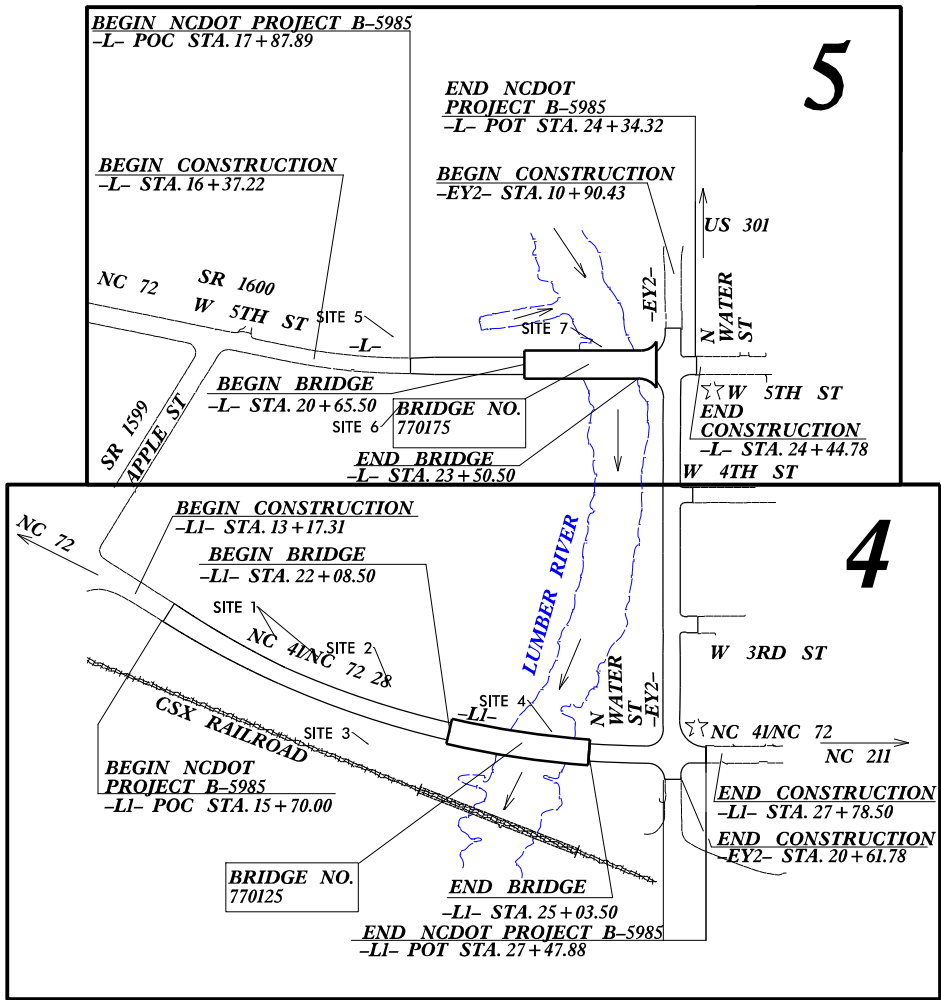 BEGIN NCDOT PROJECT B-5985
-L- POC STA. 17+87.89
5
END NCDOT
PROJECT B-5985
-L- POT STA. 24+34.32
BEGIN CONSTRUCTION
-L- STA. 16+37.22
BEGIN CONSTRUCTION
-EY2- STA. 10+90.43
US 301
NC 72
SR 1600
W 5TH ST
SITE 5
-L-
SITE 7
-EY2-
N
WATER
ST
BEGIN BRIDGE
-L- STA. 20+65.50
BRIDGE NO.
770175
SITE 6
W 5TH ST
END
CONSTRUCTION
-L- STA. 24+44.78
SR 1599
APPLE ST
END BRIDGE
-L- STA. 23+50.50
W 4TH ST
NC 72
BEGIN CONSTRUCTION
-L1- STA. 13+17.31
4
BEGIN BRIDGE
-L1- STA. 22+08.50
LUMBER RIVER
SITE 1
NC 41/NC 72
SITE 2
28
W 3RD ST
N
WATER
ST
-EY2-
-L1-
SITE 4
CSX RAILROAD
SITE 3
NC 41/NC 72
NC 211
BEGIN NCDOT
PROJECT B-5985
-L1- POC STA. 15+70.00
END CONSTRUCTION
-L1- STA. 27+78.50
END CONSTRUCTION
-EY2- STA. 20+61.78
BRIDGE NO.
770125
END BRIDGE
-L1- STA. 25+03.50
END NCDOT PROJECT B-5985
-L1- POT STA. 27+47.88